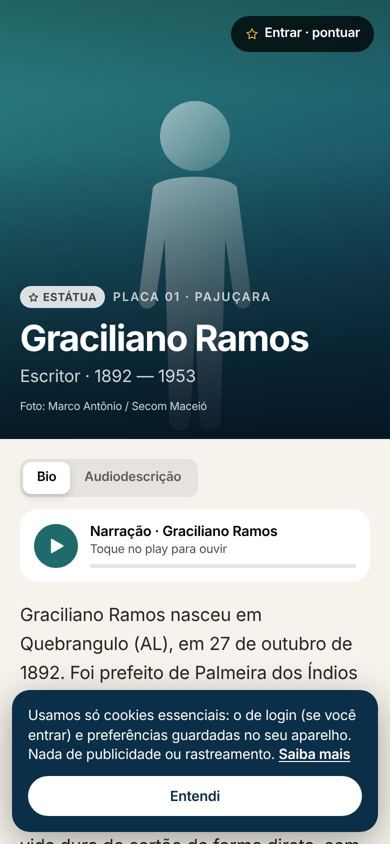 Entrar · pontuar
ESTÁTUA PLACA 01 · PAJUÇARA
Graciliano Ramos
Escritor · 1892 — 1953
Foto: Marco Antônio / Secom Maceió
Bio Audiodescrição
Narração · Graciliano Ramos
Toque no play para ouvir
Graciliano Ramos nasceu em
Quebrangulo (AL), em 27 de outubro de
1892. Foi prefeito de Palmeira dos Índios
Usamos só cookies essenciais: o de login (se você
entrar) e preferências guardadas no seu aparelho.
Nada de publicidade ou rastreamento. Saiba mais
Entendi